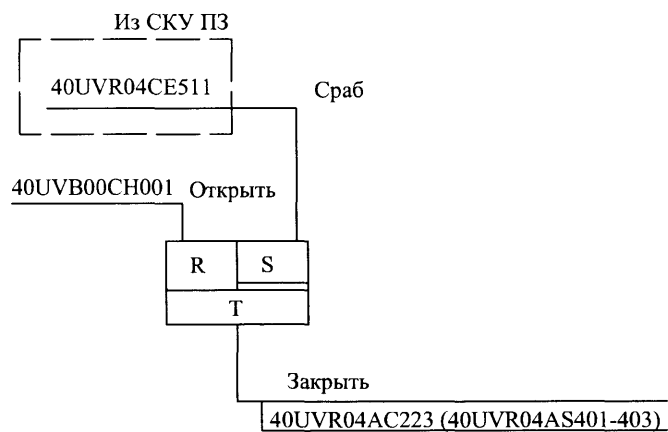 Из СКУ ПЗ
40UVR04CE511
Сраб
40UVB00CH001 Открыть
R S
T
Закрыть
40UVR04AC223 (40UVR04AS401-403)